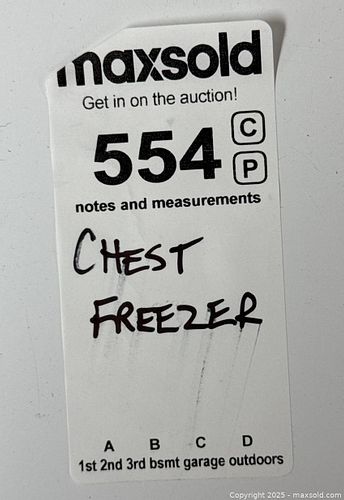 maxsold
Get in on the auction!
554 C
P
notes and measurements
CHEST
FREEZER
A B C D
1st 2nd 3rd bsmt garage outdoors
Copyright © 2025 - maxsold.com